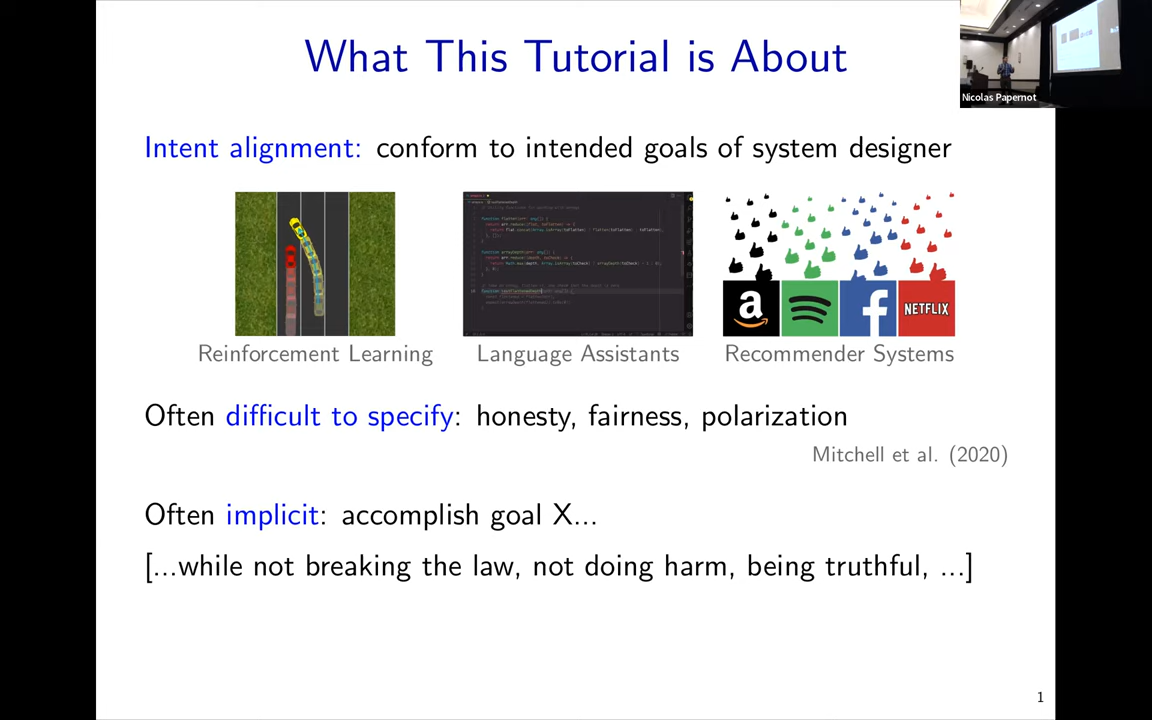 What This Tutorial is About
Nicolas Papernot
Intent alignment: conform to intended goals of system designer
NETFLIX
Reinforcement Learning
Language Assistants
Recommender Systems
Often difficult to specify: honesty, fairness, polarization
Mitchell et al. (2020)
Often implicit: accomplish goal X...
[...while not breaking the law, not doing harm, being truthful, ...]
1